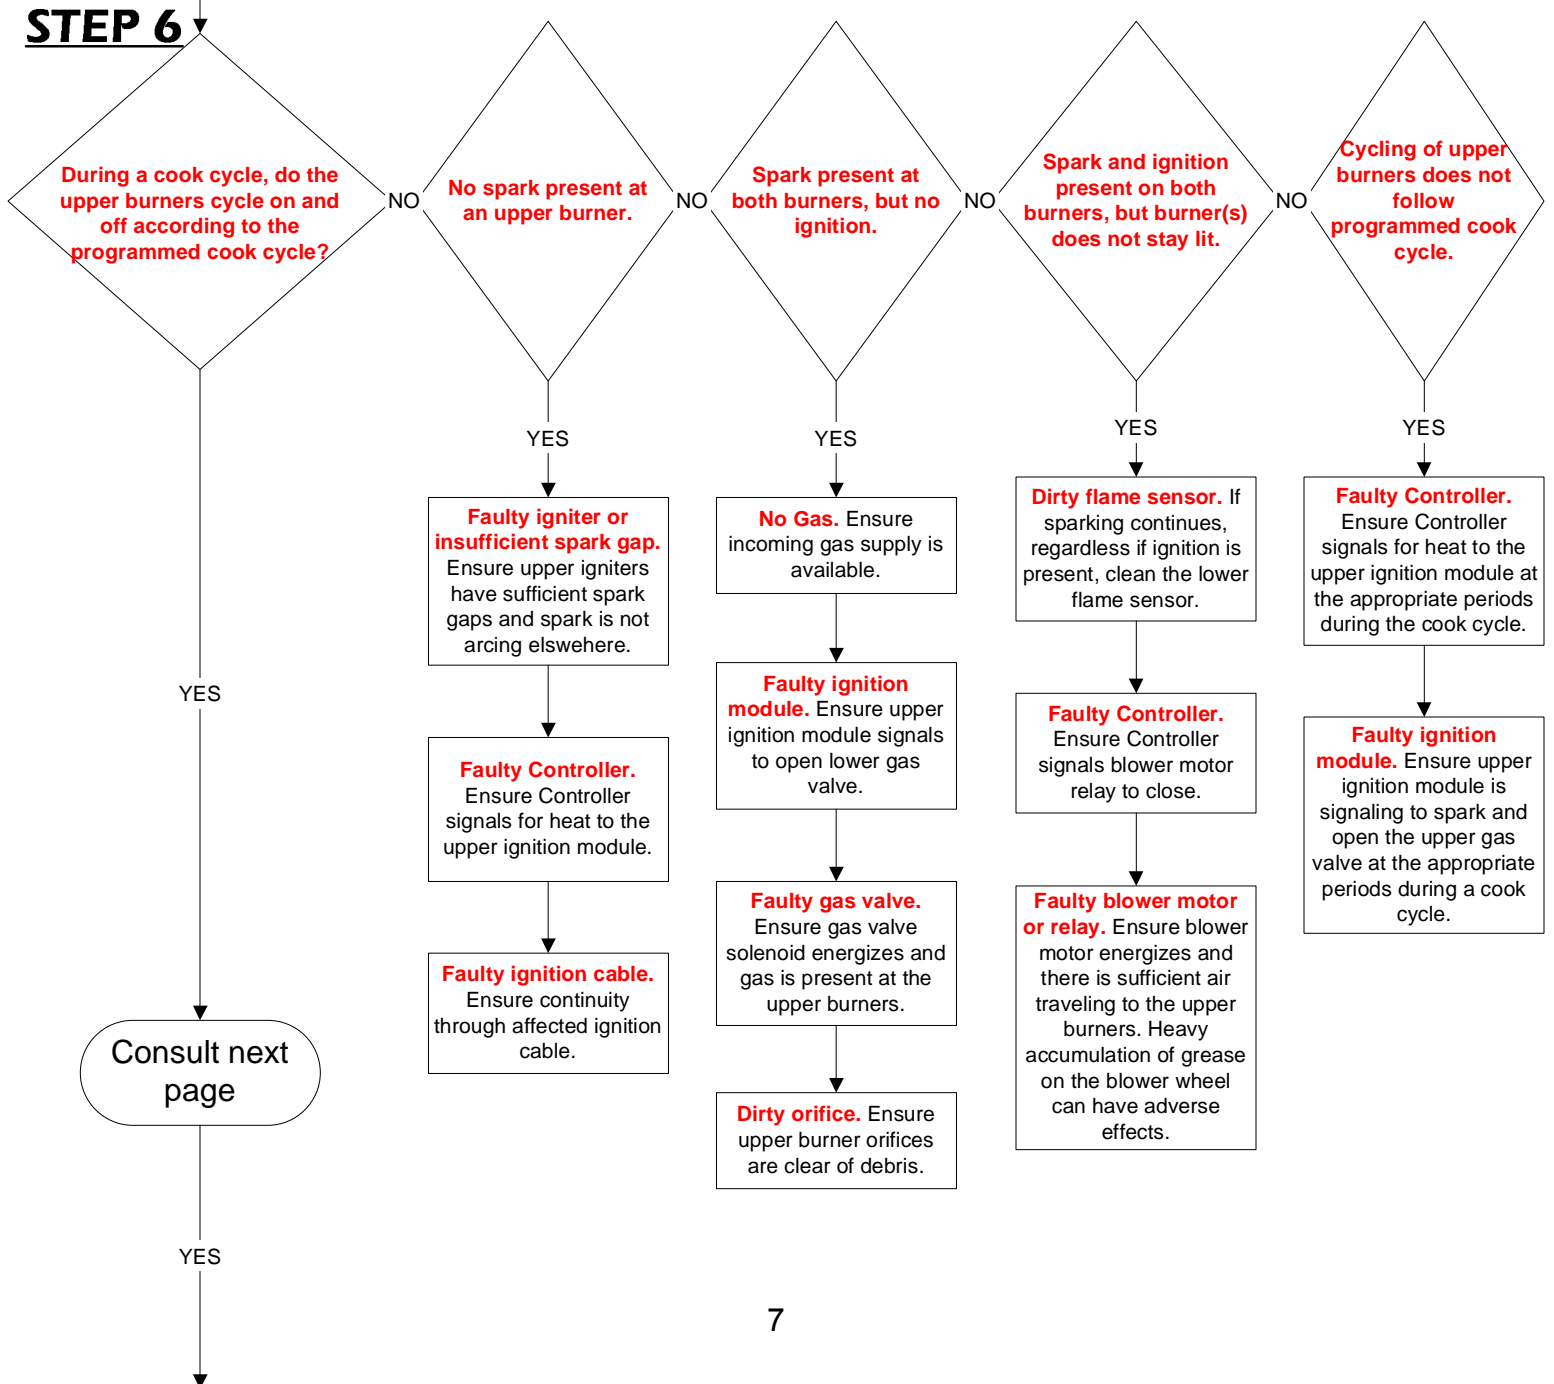 STEP 6
During a cook cycle, do the
upper burners cycle on and
off according to the
programmed cook cycle?
NO
No spark present at
an upper burner.
NO
Spark present at
both burners, but no
ignition.
NO
Spark and ignition
present on both
burners, but burner(s)
does not stay lit.
NO
Cycling of upper
burners does not
follow
programmed cook
cycle.
YES
Consult next
page
YES
YES
Faulty igniter or
insufficient spark gap.
Ensure upper igniters
have sufficient spark
gaps and spark is not
arcing elswehere.
Faulty Controller.
Ensure Controller
signals for heat to the
upper ignition module.
Faulty ignition cable.
Ensure continuity
through affected ignition
cable.
YES
No Gas. Ensure
incoming gas supply is
available.
Faulty ignition
module. Ensure upper
ignition module signals
to open lower gas
valve.
Faulty gas valve.
Ensure gas valve
solenoid energizes and
gas is present at the
upper burners.
Dirty orifice. Ensure
upper burner orifices
are clear of debris.
YES
Dirty flame sensor. If
sparking continues,
regardless if ignition is
present, clean the lower
flame sensor.
Faulty Controller.
Ensure Controller
signals blower motor
relay to close.
Faulty blower motor
or relay. Ensure blower
motor energizes and
there is sufficient air
traveling to the upper
burners. Heavy
accumulation of grease
on the blower wheel
can have adverse
effects.
YES
Faulty Controller.
Ensure Controller
signals for heat to the
upper ignition module at
the appropriate periods
during the cook cycle.
Faulty ignition
module. Ensure upper
ignition module is
signaling to spark and
open the upper gas
valve at the appropriate
periods during a cook
cycle.
7